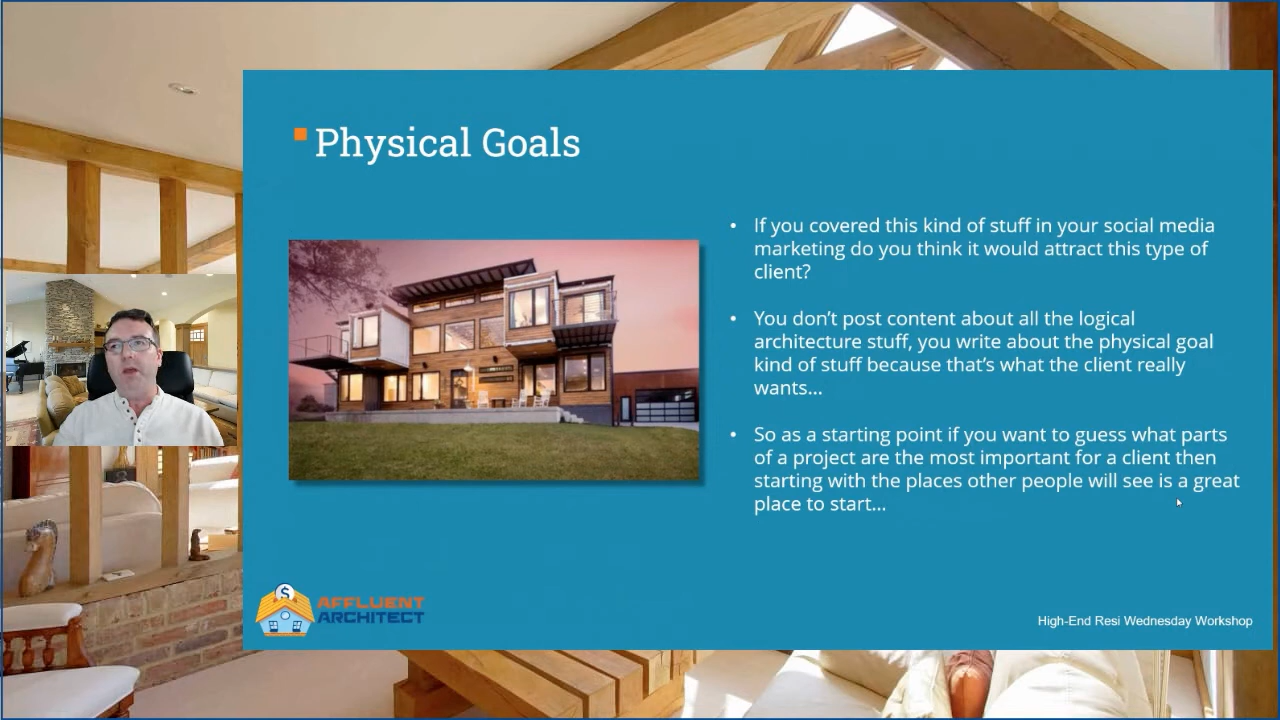 Physical Goals
• If you covered this kind of stuff in your social media
marketing do you think it would attract this type of
client?
• You don’t post content about all the logical
architecture stuff, you write about the physical goal
kind of stuff because that’s what the client really
wants...
• So as a starting point if you want to guess what parts
of a project are the most important for a client then
starting with the places other people will see is a great
place to start...
$
AFFLUENT
ARCHITECT
High-End Resi Wednesday Workshop